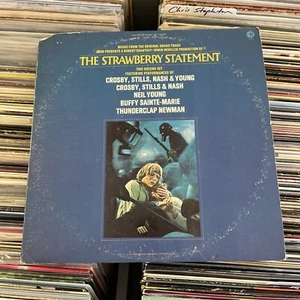 Chris Stapleton
MUSIC FROM THE ORIGINAL SOUND TRACK
MGM PRESENTS A ROBERT CHARTOFF-IRWIN WINKLER PRODUCTION OF
THE STRAWBERRY STATEMENT
TWO RECORD SET
FEATURING PERFORMANCES BY
CROSBY, STILLS, NASH & YOUNG
CROSBY, STILLS & NASH
NEIL YOUNG
BUFFY SAINTE-MARIE
THUNDERCLAP NEWMAN